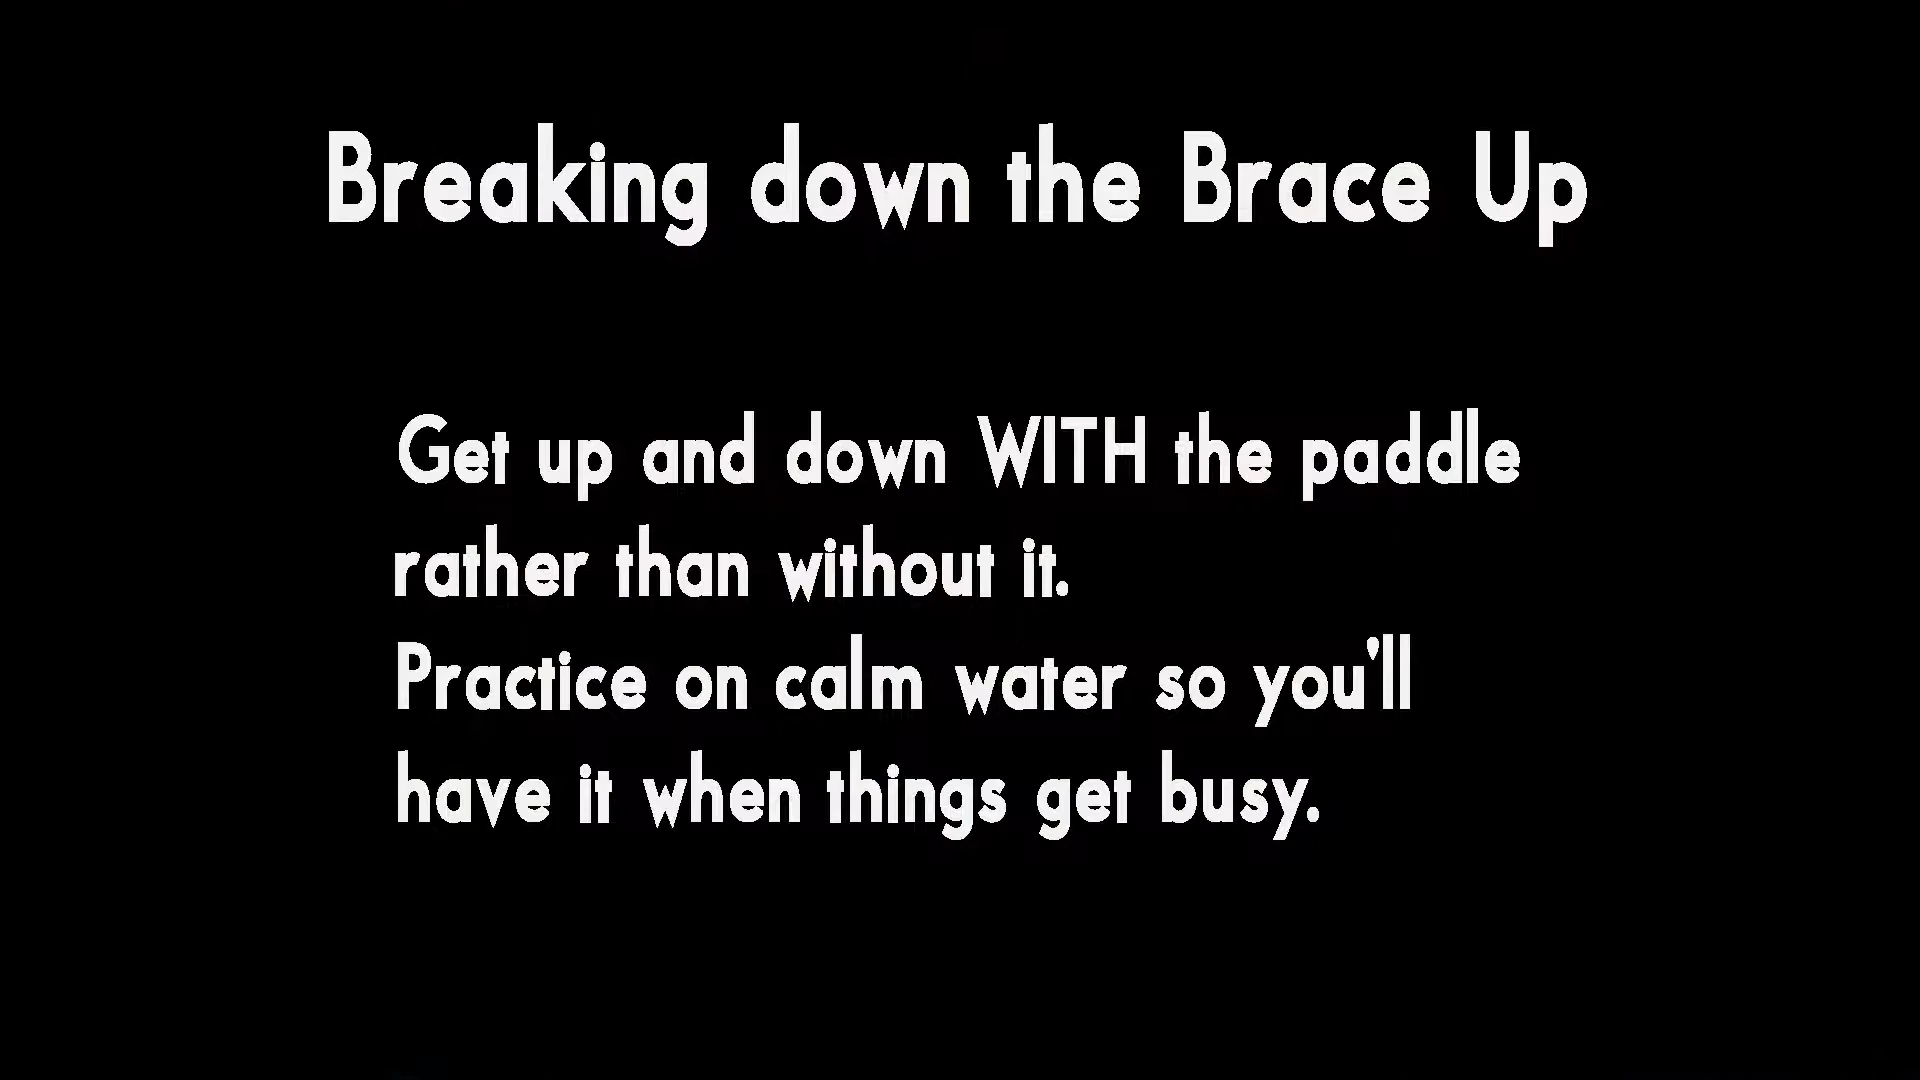 Breaking down the Brace Up
Get up and down WITH the paddle
rather than without it.
Practice on calm water so you'll
have it when things get busy.